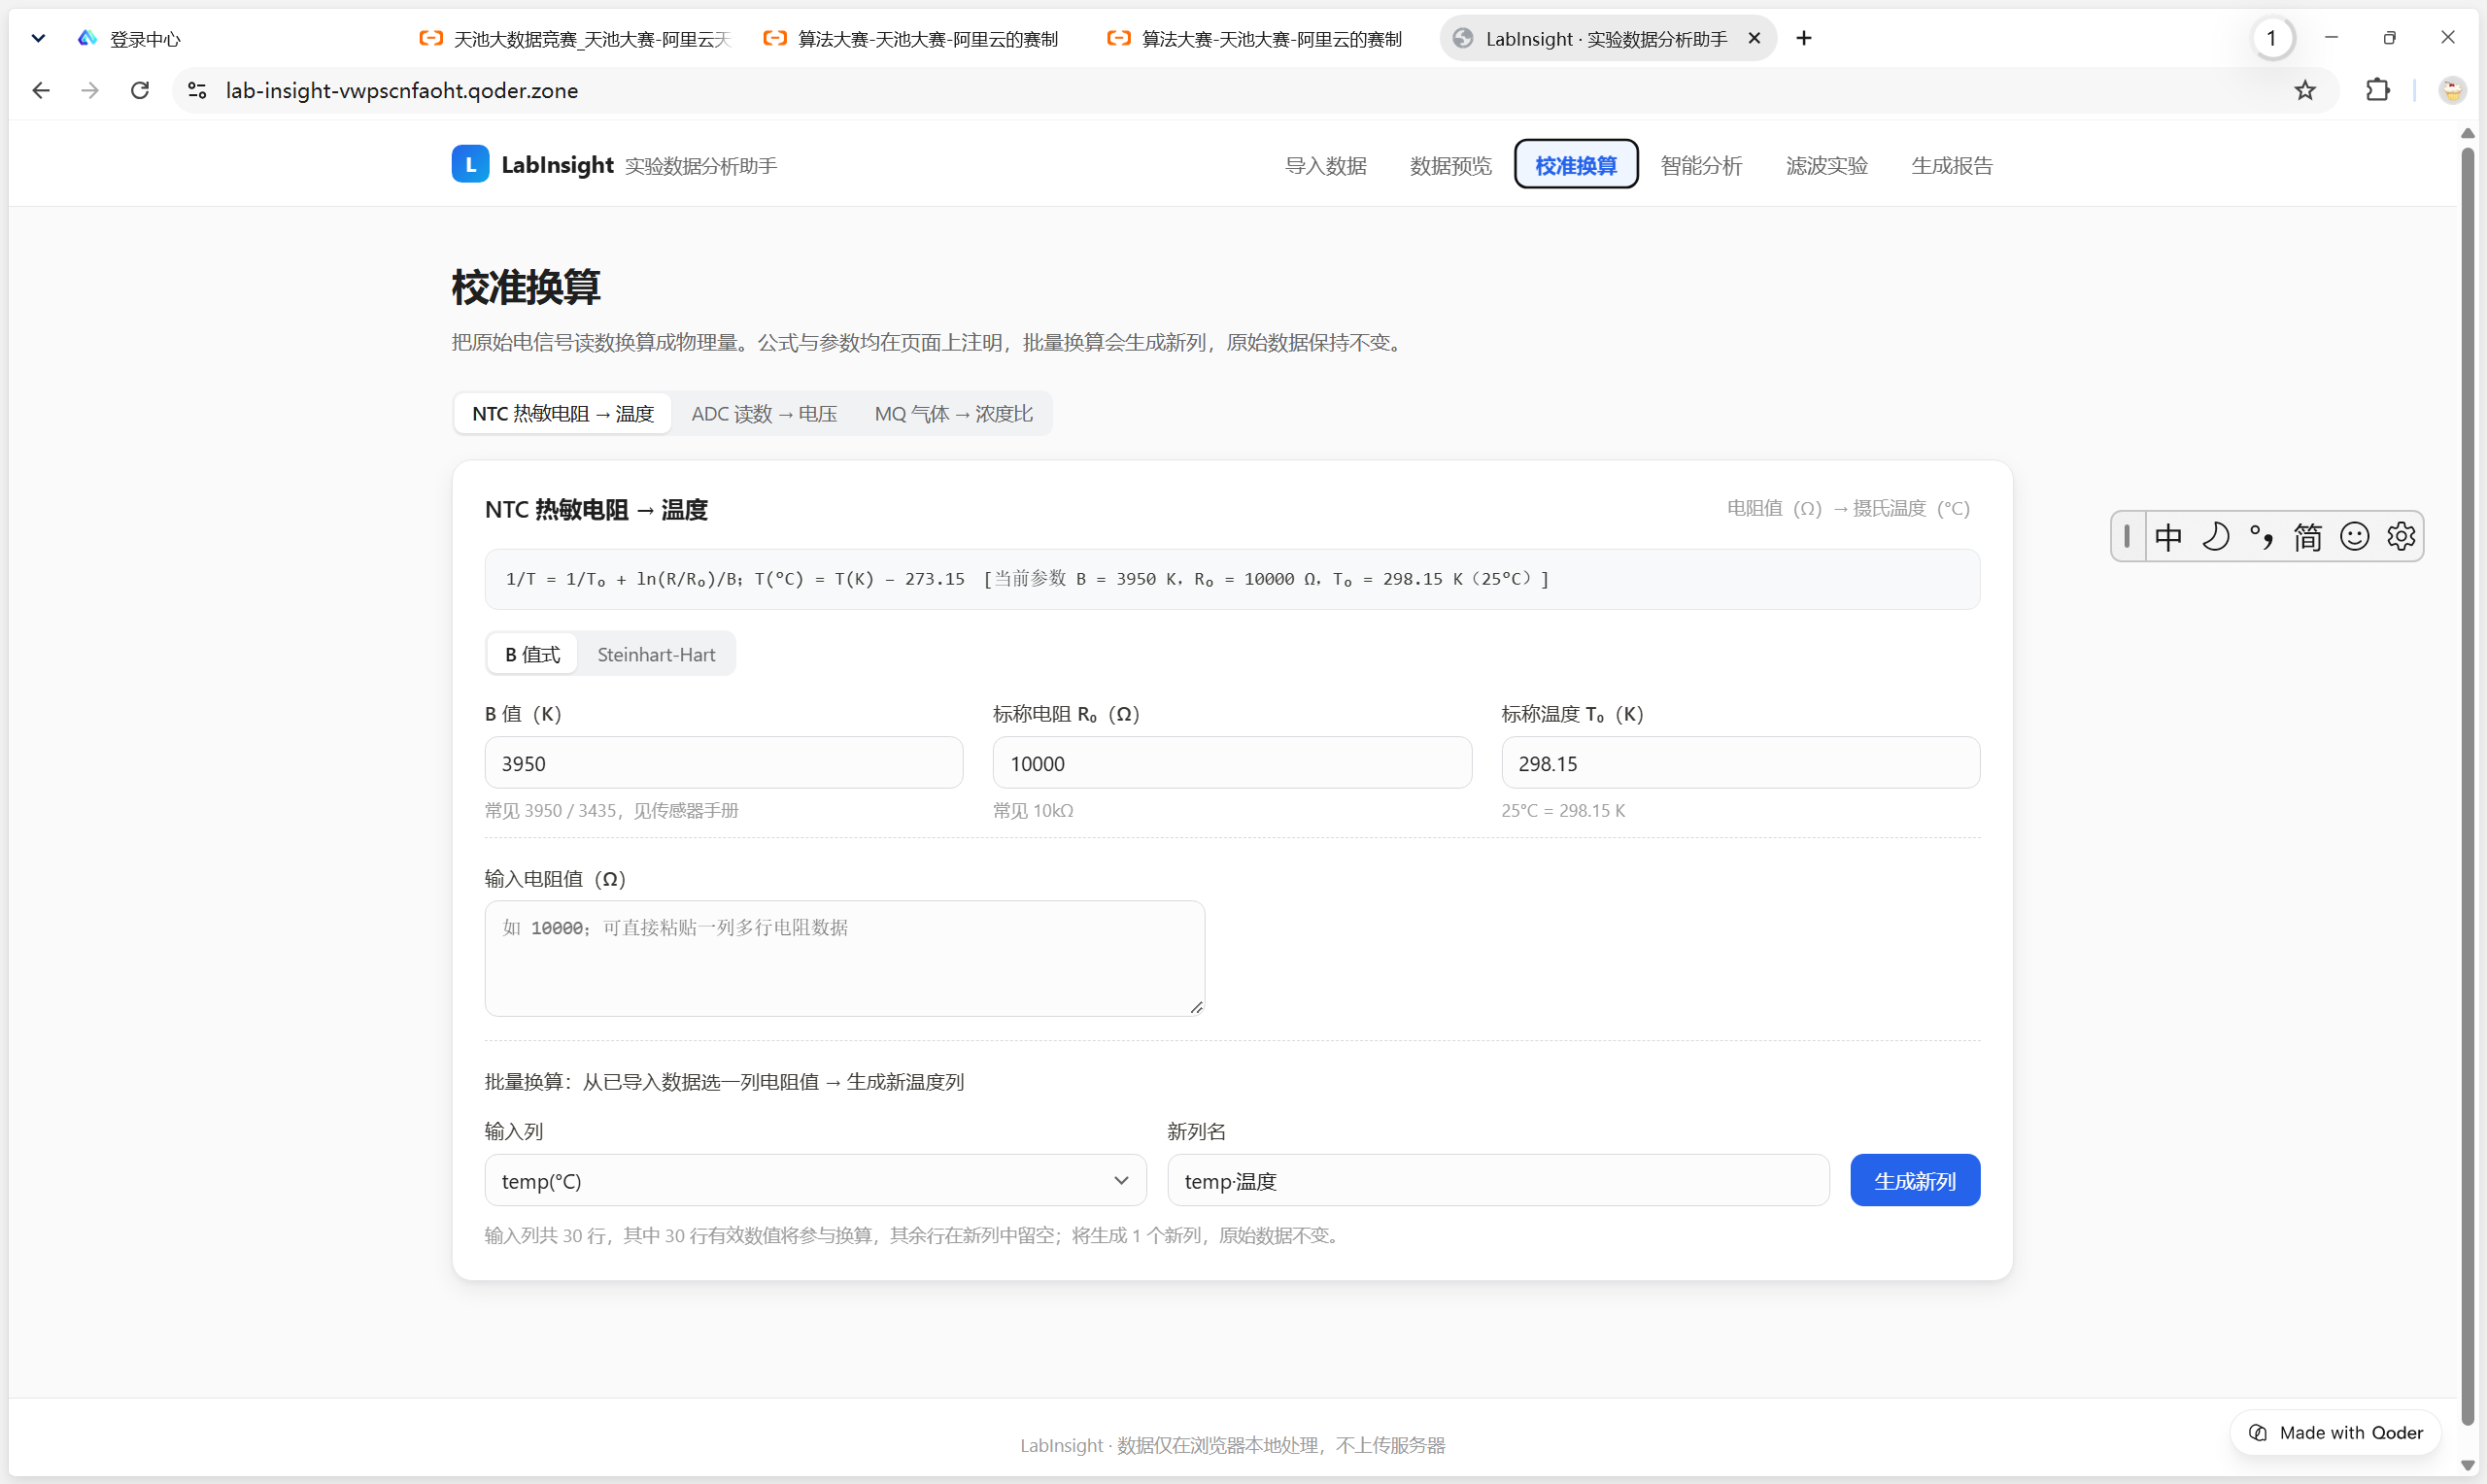 登录中心
天池大数据竞赛_天池大赛-阿里云天
算法大赛-天池大赛-阿里云的赛制
算法大赛-天池大赛-阿里云的赛制
LabInsight · 实验数据分析助手
1
lab-insight-vwpscnfaoht.qoder.zone
L LabInsight 实验数据分析助手
导入数据 数据预览 校准换算 智能分析 滤波实验 生成报告
校准换算
把原始电信号读数换算成物理量。公式与参数均在页面上注明，批量换算会生成新列，原始数据保持不变。
NTC 热敏电阻 → 温度 ADC 读数 → 电压 MQ 气体 → 浓度比
NTC 热敏电阻 → 温度
电阻值（Ω）→ 摄氏温度（°C）
1/T = 1/T₀ + ln(R/R₀)/B；T(°C) = T(K) − 273.15 [当前参数 B = 3950 K，R₀ = 10000 Ω，T₀ = 298.15 K（25°C）]
B 值式 Steinhart-Hart
B 值（K） 标称电阻 R₀（Ω） 标称温度 T₀（K）
3950 10000 298.15
常见 3950 / 3435，见传感器手册 常见 10kΩ 25°C = 298.15 K
输入电阻值（Ω）
如 10000；可直接粘贴一列多行电阻数据
批量换算：从已导入数据选一列电阻值 → 生成新温度列
输入列 新列名
temp(°C) temp·温度 生成新列
输入列共 30 行，其中 30 行有效数值将参与换算，其余行在新列中留空；将生成 1 个新列，原始数据不变。
中 简
LabInsight · 数据仅在浏览器本地处理，不上传服务器
Made with Qoder